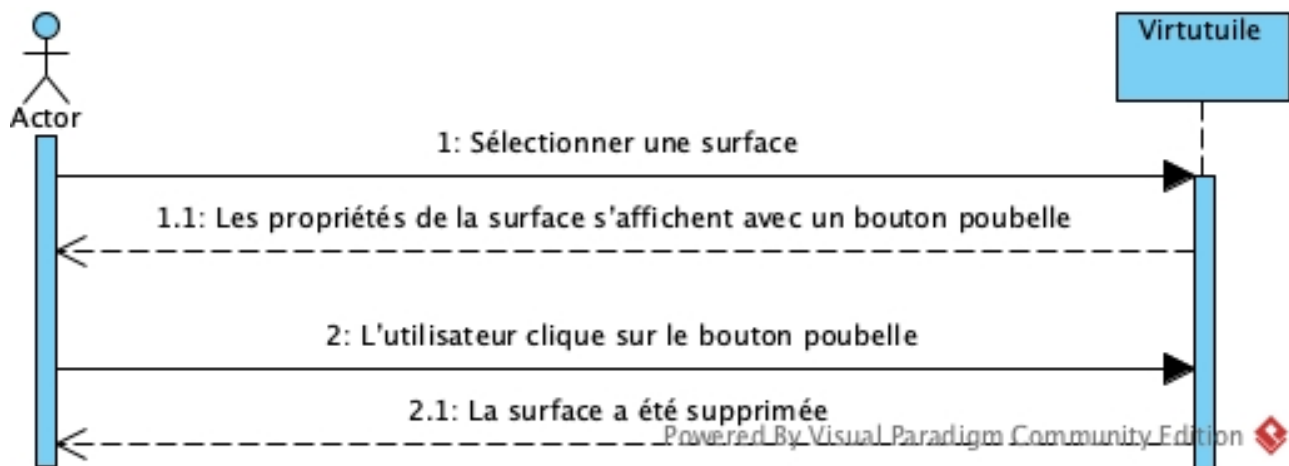 Virtutuile
Actor
1: Sélectionner une surface
1.1: Les propriétés de la surface s'affichent avec un bouton poubelle
2: L'utilisateur clique sur le bouton poubelle
2.1: La surface a été supprimée
Powered By Visual Paradigm Community Edition